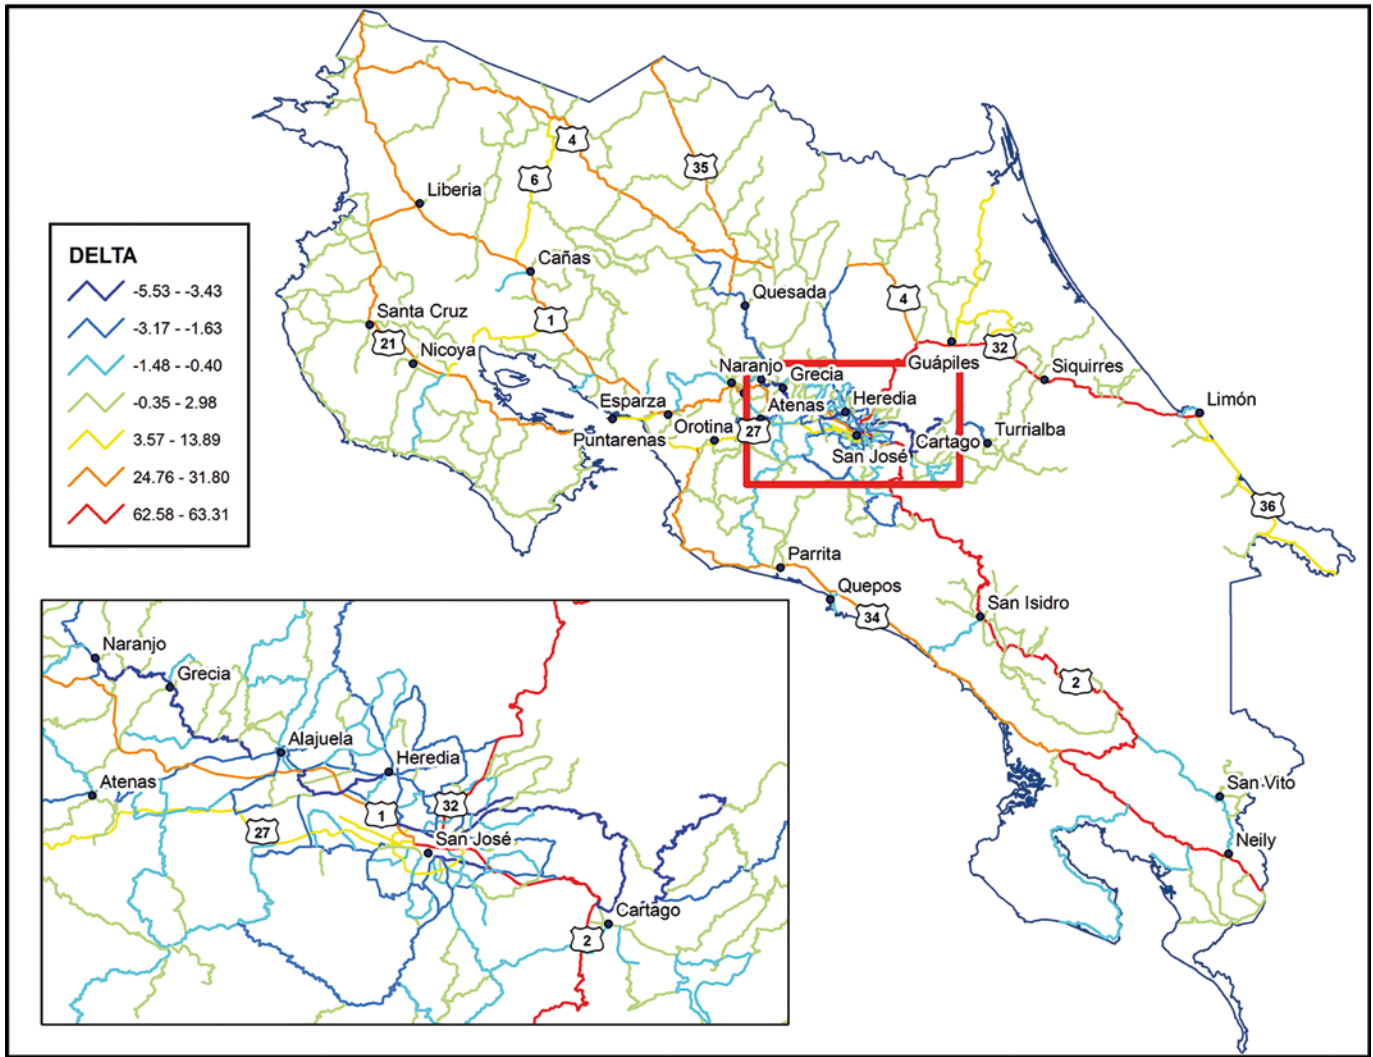 4
35
6
Liberia
DELTA
Cañas
-5.53 - -3.43
Quesada
-3.17 - -1.63
4
Santa Cruz
1
32
21
Nicoya
Guápiles
-1.48 - -0.40
Naranjo
Grecia
Siquirres
-0.35 - 2.98
Esparza
Atenas
Heredia
Limón
3.57 - 13.89
Puntarenas
Orotina
27
Cartago
Turrialba
San José
24.76 - 31.80
62.58 - 63.31
36
Parrita
Quepos
34
San Isidro
2
San Vito
Neily
Naranjo
Grecia
Alajuela
Heredia
Atenas
32
1
27
San José
Cartago
2